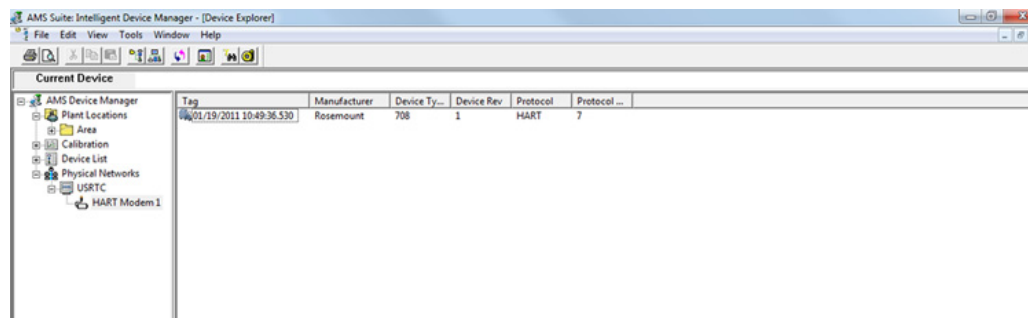 AMS Suite: Intelligent Device Manager - [Device Explorer]
File Edit View Tools Window Help
Current Device
AMS Device Manager
Plant Locations
Area
Calibration
Device List
Physical Networks
USRTC
HART Modem 1
Tag Manufacturer Device Ty... Device Rev Protocol Protocol ...
01/19/2011 10:49:36.530 Rosemount 708 1 HART 7